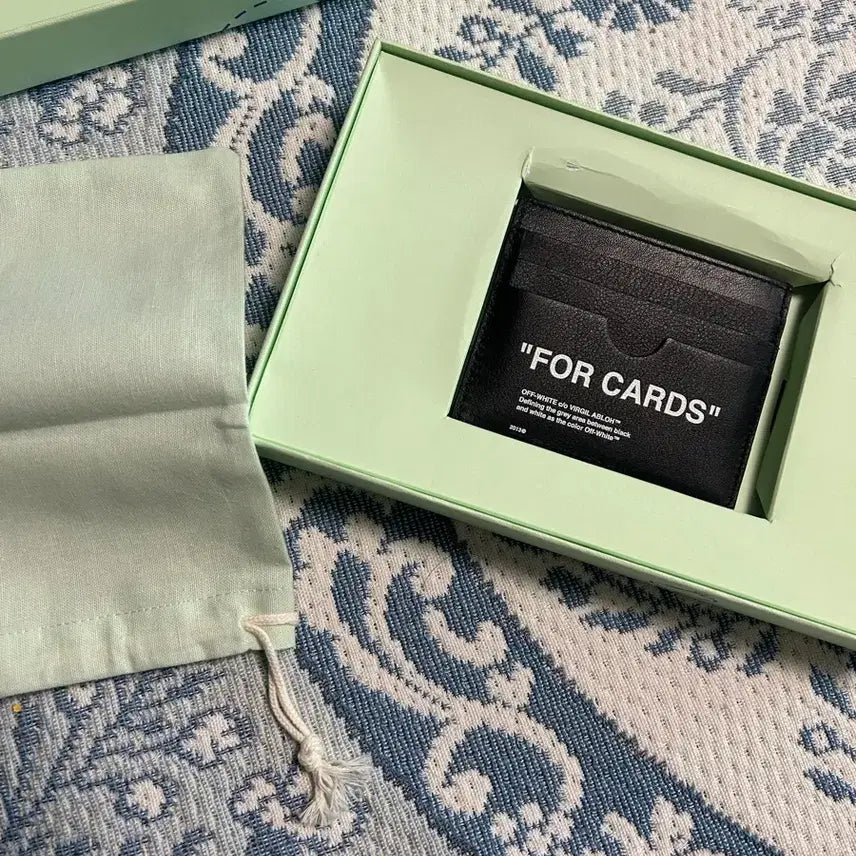 "FOR CARDS"
OFF-WHITE c/o VIRGIL ABLOH™
Defining the grey area between black
and white as the color Off-White™
2013®